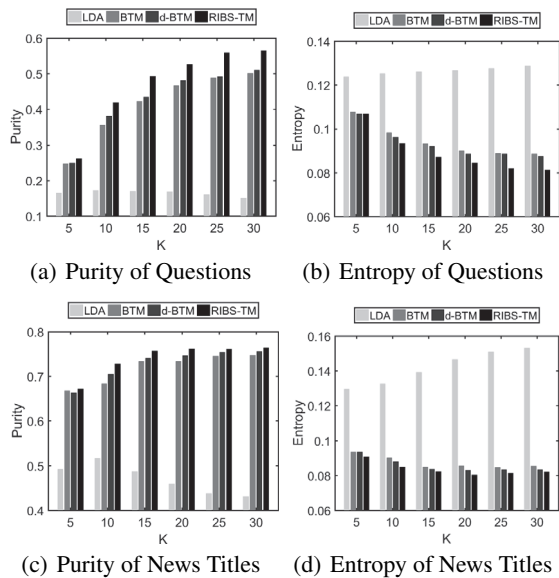 LDA BTM d-BTM RIBS-TM
0.6
0.5
0.4
0.3
0.2
0.1
Purity
5 10 15 20 25 30
K
(a) Purity of Questions
LDA BTM d-BTM RIBS-TM
0.14
0.12
0.1
0.08
0.06
Entropy
5 10 15 20 25 30
K
(b) Entropy of Questions
LDA BTM d-BTM RIBS-TM
0.8
0.7
0.6
0.5
0.4
Purity
5 10 15 20 25 30
K
(c) Purity of News Titles
LDA BTM d-BTM RIBS-TM
0.16
0.14
0.12
0.1
0.08
0.06
Entropy
5 10 15 20 25 30
K
(d) Entropy of News Titles